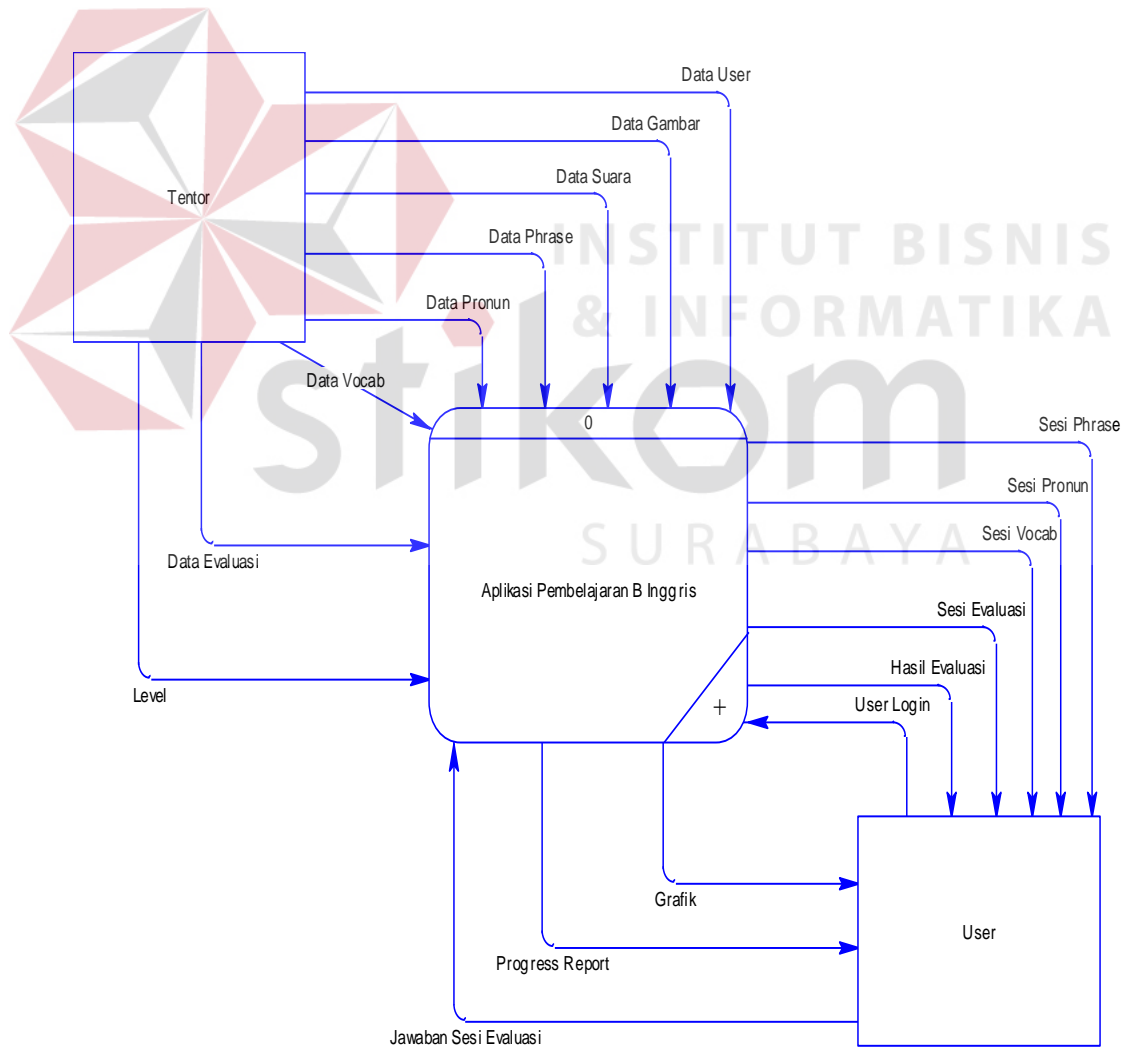 Data User
Data Gambar
Data Suara
Tentor
Data Phrase
INSTITUT BISNIS
& INFORMATIKA
Data Pronun
stikom
SURABAYA
Data Vocab
0
Sesi Phrase
Sesi Pronun
Sesi Vocab
Data Evaluasi
Aplikasi Pembelajaran B Inggris
Sesi Evaluasi
Hasil Evaluasi
Level
User Login
+
Grafik
User
Progress Report
Jawaban Sesi Evaluasi